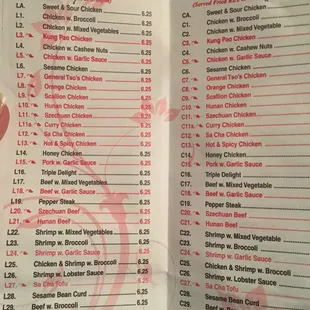 LA. Sweet & Sour Chicken 6.25
L1. Chicken w. Broccoli 6.25
L2. Chicken w. Mixed Vegetables 6.25
L3. Kung Pao Chicken 6.25
L4. Chicken w. Cashew Nuts 6.25
L5. Chicken w. Garlic Sauce 6.25
L6. Sesame Chicken 6.25
L7. General Tso's Chicken 6.25
L8. Orange Chicken 6.25
L9. Scallion Chicken 6.25
L10. Hunan Chicken 6.25
L11. Szechuan Chicken 6.25
L11a Curry Chicken 6.25
L12. Sa Cha Chicken 6.25
L13. Hot & Spicy Chicken 6.25
L14. Honey Chicken 6.25
L15. Pork w. Garlic Sauce 6.25
L16. Triple Delight 6.25
L17. Beef w. Mixed Vegetables 6.25
L18. Beef w. Garlic Sauce 6.25
L19. Pepper Steak 6.25
L20. Szechuan Beef 6.25
L21. Hunan Beef 6.25
L22. Shrimp w. Mixed Vegetables 6.25
L23. Shrimp w. Broccoli 6.25
L24. Shrimp w. Garlic Sauce 6.25
L25. Chicken & Shrimp w. Broccoli 6.25
L26. Shrimp w. Lobster Sauce 6.25
L27. Sa Cha Tofu 6.25
L28. Sesame Bean Curd 6.25
L29. Beef w. Broccoli 6.25
CA. Sweet & Sour Chicken
C1. Chicken w. Broccoli
C2. Chicken w. Mixed Vegetables
C3. Kung Pao Chicken
C4. Chicken w. Cashew Nuts
C5. Chicken w. Garlic Sauce
C6. Sesame Chicken
C7. General Tso's Chicken
C8. Orange Chicken
C9. Scallion Chicken
C10. Hunan Chicken
C11. Szechuan Chicken
C11a Curry Chicken
C12. Sa Cha Chicken
C13. Hot & Spicy Chicken
C14. Honey Chicken
C15. Pork w. Garlic Sauce
C16. Triple Delight
C17. Beef w. Mixed Vegetables
C18. Beef w. Garlic Sauce
C19. Pepper Steak
C20. Szechuan Beef
C21. Hunan Beef
C22. Shrimp w. Mixed Vegetables
C23. Shrimp w. Broccoli
C24. Shrimp w. Garlic Sauce
C25. Chicken & Shrimp w. Broccoli
C26. Shrimp w. Lobster Sauce
C27. Sa Cha Tofu
C28. Sesame Bean Curd
C29. Beef w. Broccoli